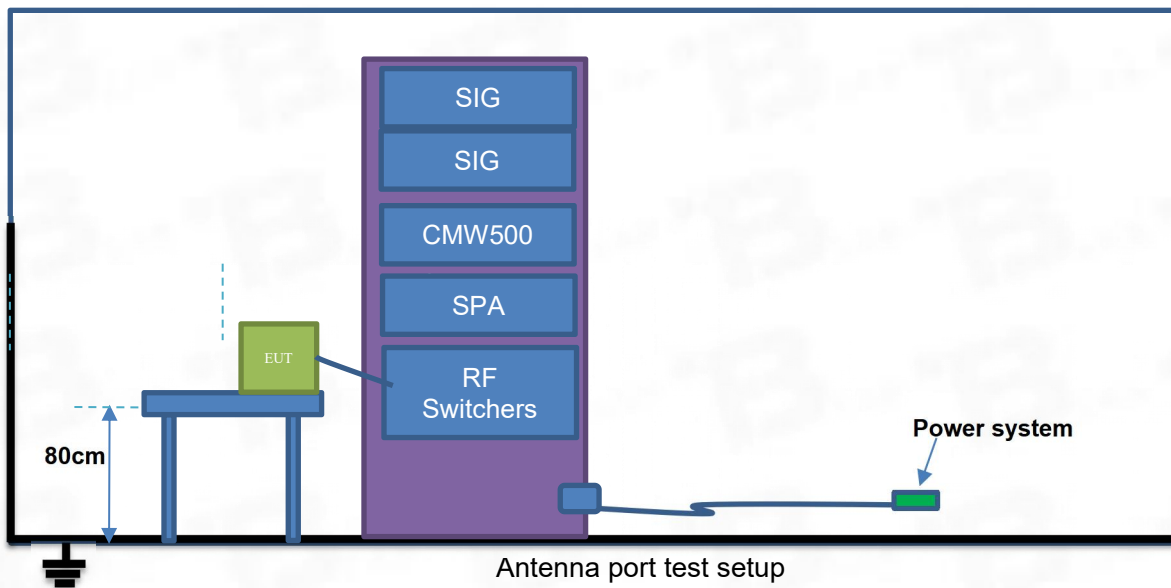 SIG
SIG
CMW500
SPA
EUT
RF
Switchers
80cm
Power system
Antenna port test setup